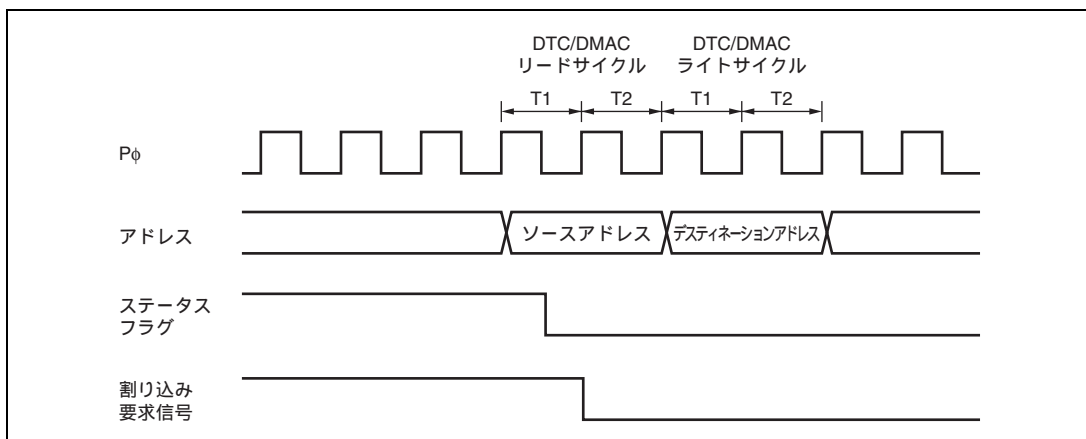 DTC/DMAC
リードサイクル
DTC/DMAC
ライトサイクル
T1
T2
T1
T2
Pφ
アドレス
ソースアドレス
デスティネーションアドレス
ステータス
フラグ
割り込み
要求信号